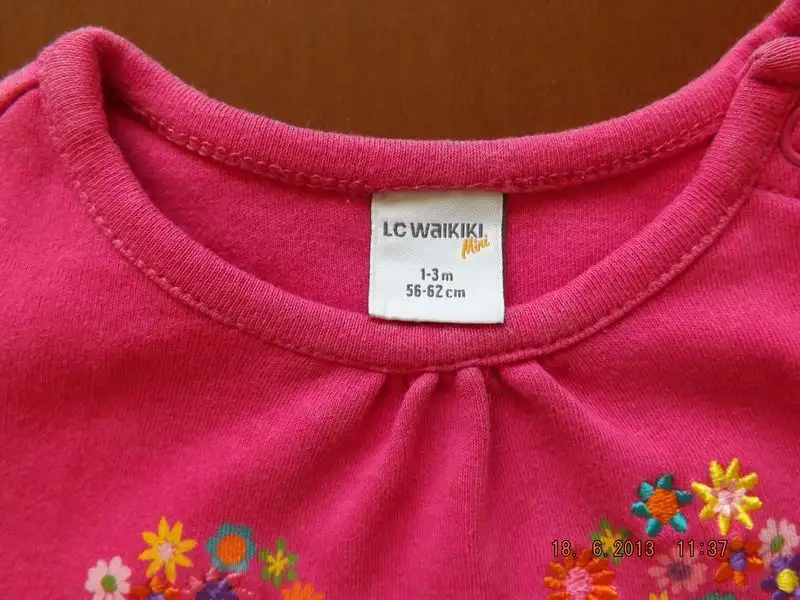 LC WaIKIKI
Mini
1-3 m
56-62 cm
18. 6.2013 11:37